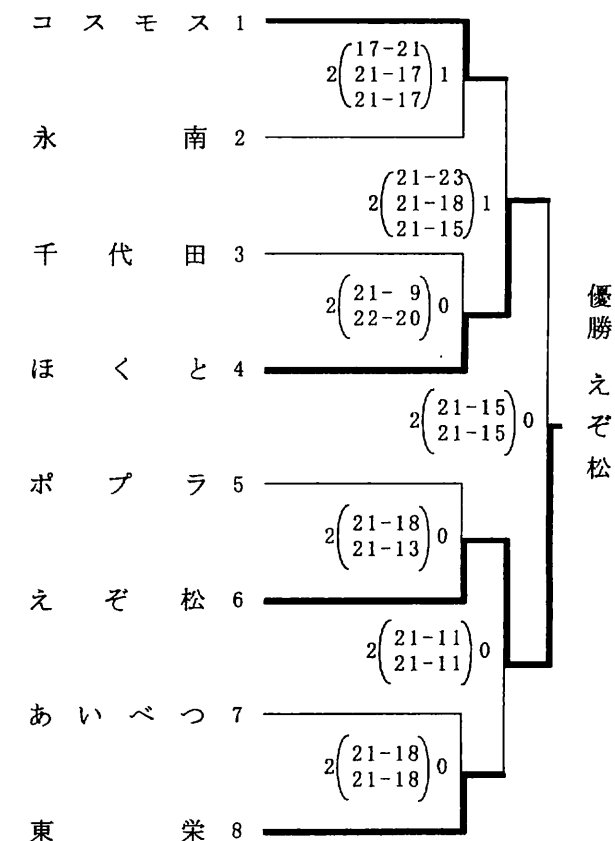 コスモス 1
2(17-21 21-17 21-17)1
永南 2
2(21-23 21-18 21-15)1
千代田 3
2(21- 9 22-20)0
ほくと 4
2(21-15 21-15)0
優勝 えぞ松
ポプラ 5
2(21-18 21-13)0
えぞ松 6
2(21-11 21-11)0
あいべつ 7
2(21-18 21-18)0
東栄 8